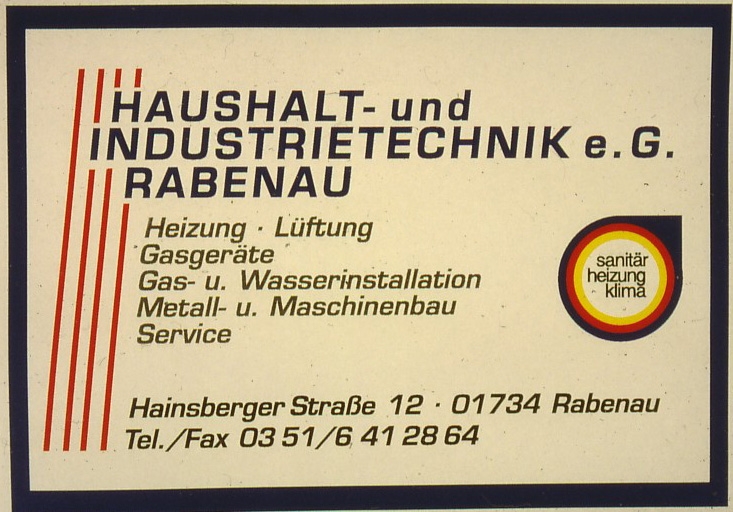 HAUSHALT- und
INDUSTRIETECHNIK e. G.
RABENAU
Heizung · Lüftung
Gasgeräte
Gas- u. Wasserinstallation
Metall- u. Maschinenbau
Service
sanitär
heizung
klima
Hainsberger Straße 12 · 01734 Rabenau
Tel./Fax 03 51/6 41 28 64